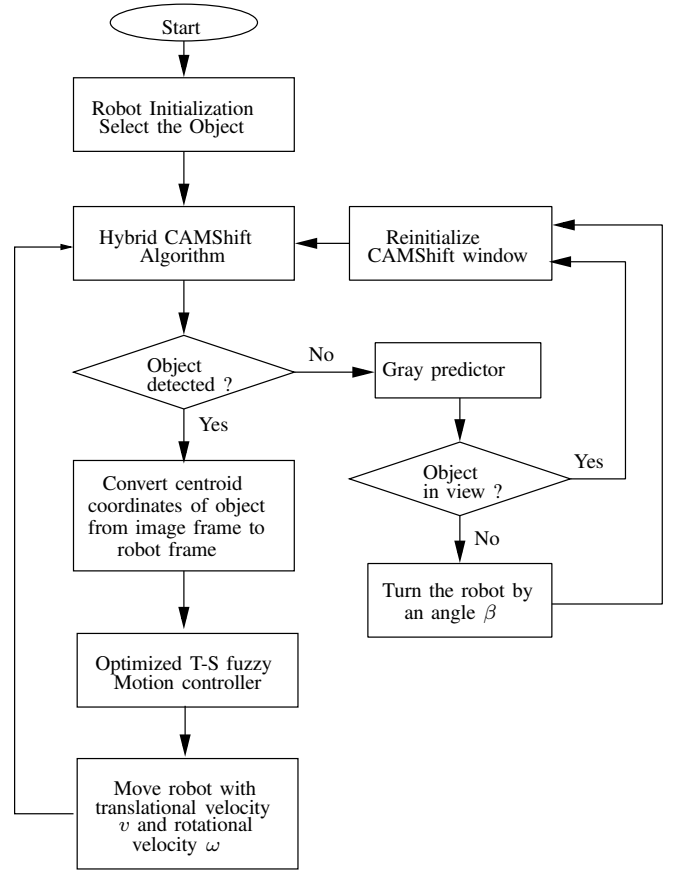 Start
Robot Initialization
Select the Object
Hybrid CAMShift
Algorithm
Reinitialize
CAMShift window
Object
detected ?
No
Gray predictor
Yes
Object
in view ?
Yes
Convert centroid
coordinates of object
from image frame to
robot frame
No
Turn the robot by
an angle β
Optimized T-S fuzzy
Motion controller
Move robot with
translational velocity
v and rotational
velocity ω